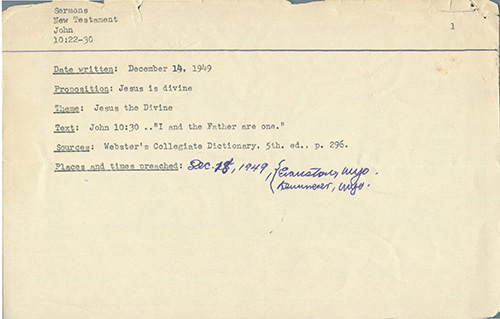 Sermons
New Testament
John
10:22-30
1
Date written: December 14, 1949
Proposition: Jesus is divine
Theme: Jesus the Divine
Text: John 10:30 .."I and the Father are one."
Sources: Webster's Collegiate Dictionary, 5th. ed., p. 296.
Places and times preached: Dec. 18, 1949, { Evanston, Wyo.
Kemmerer, Wyo.